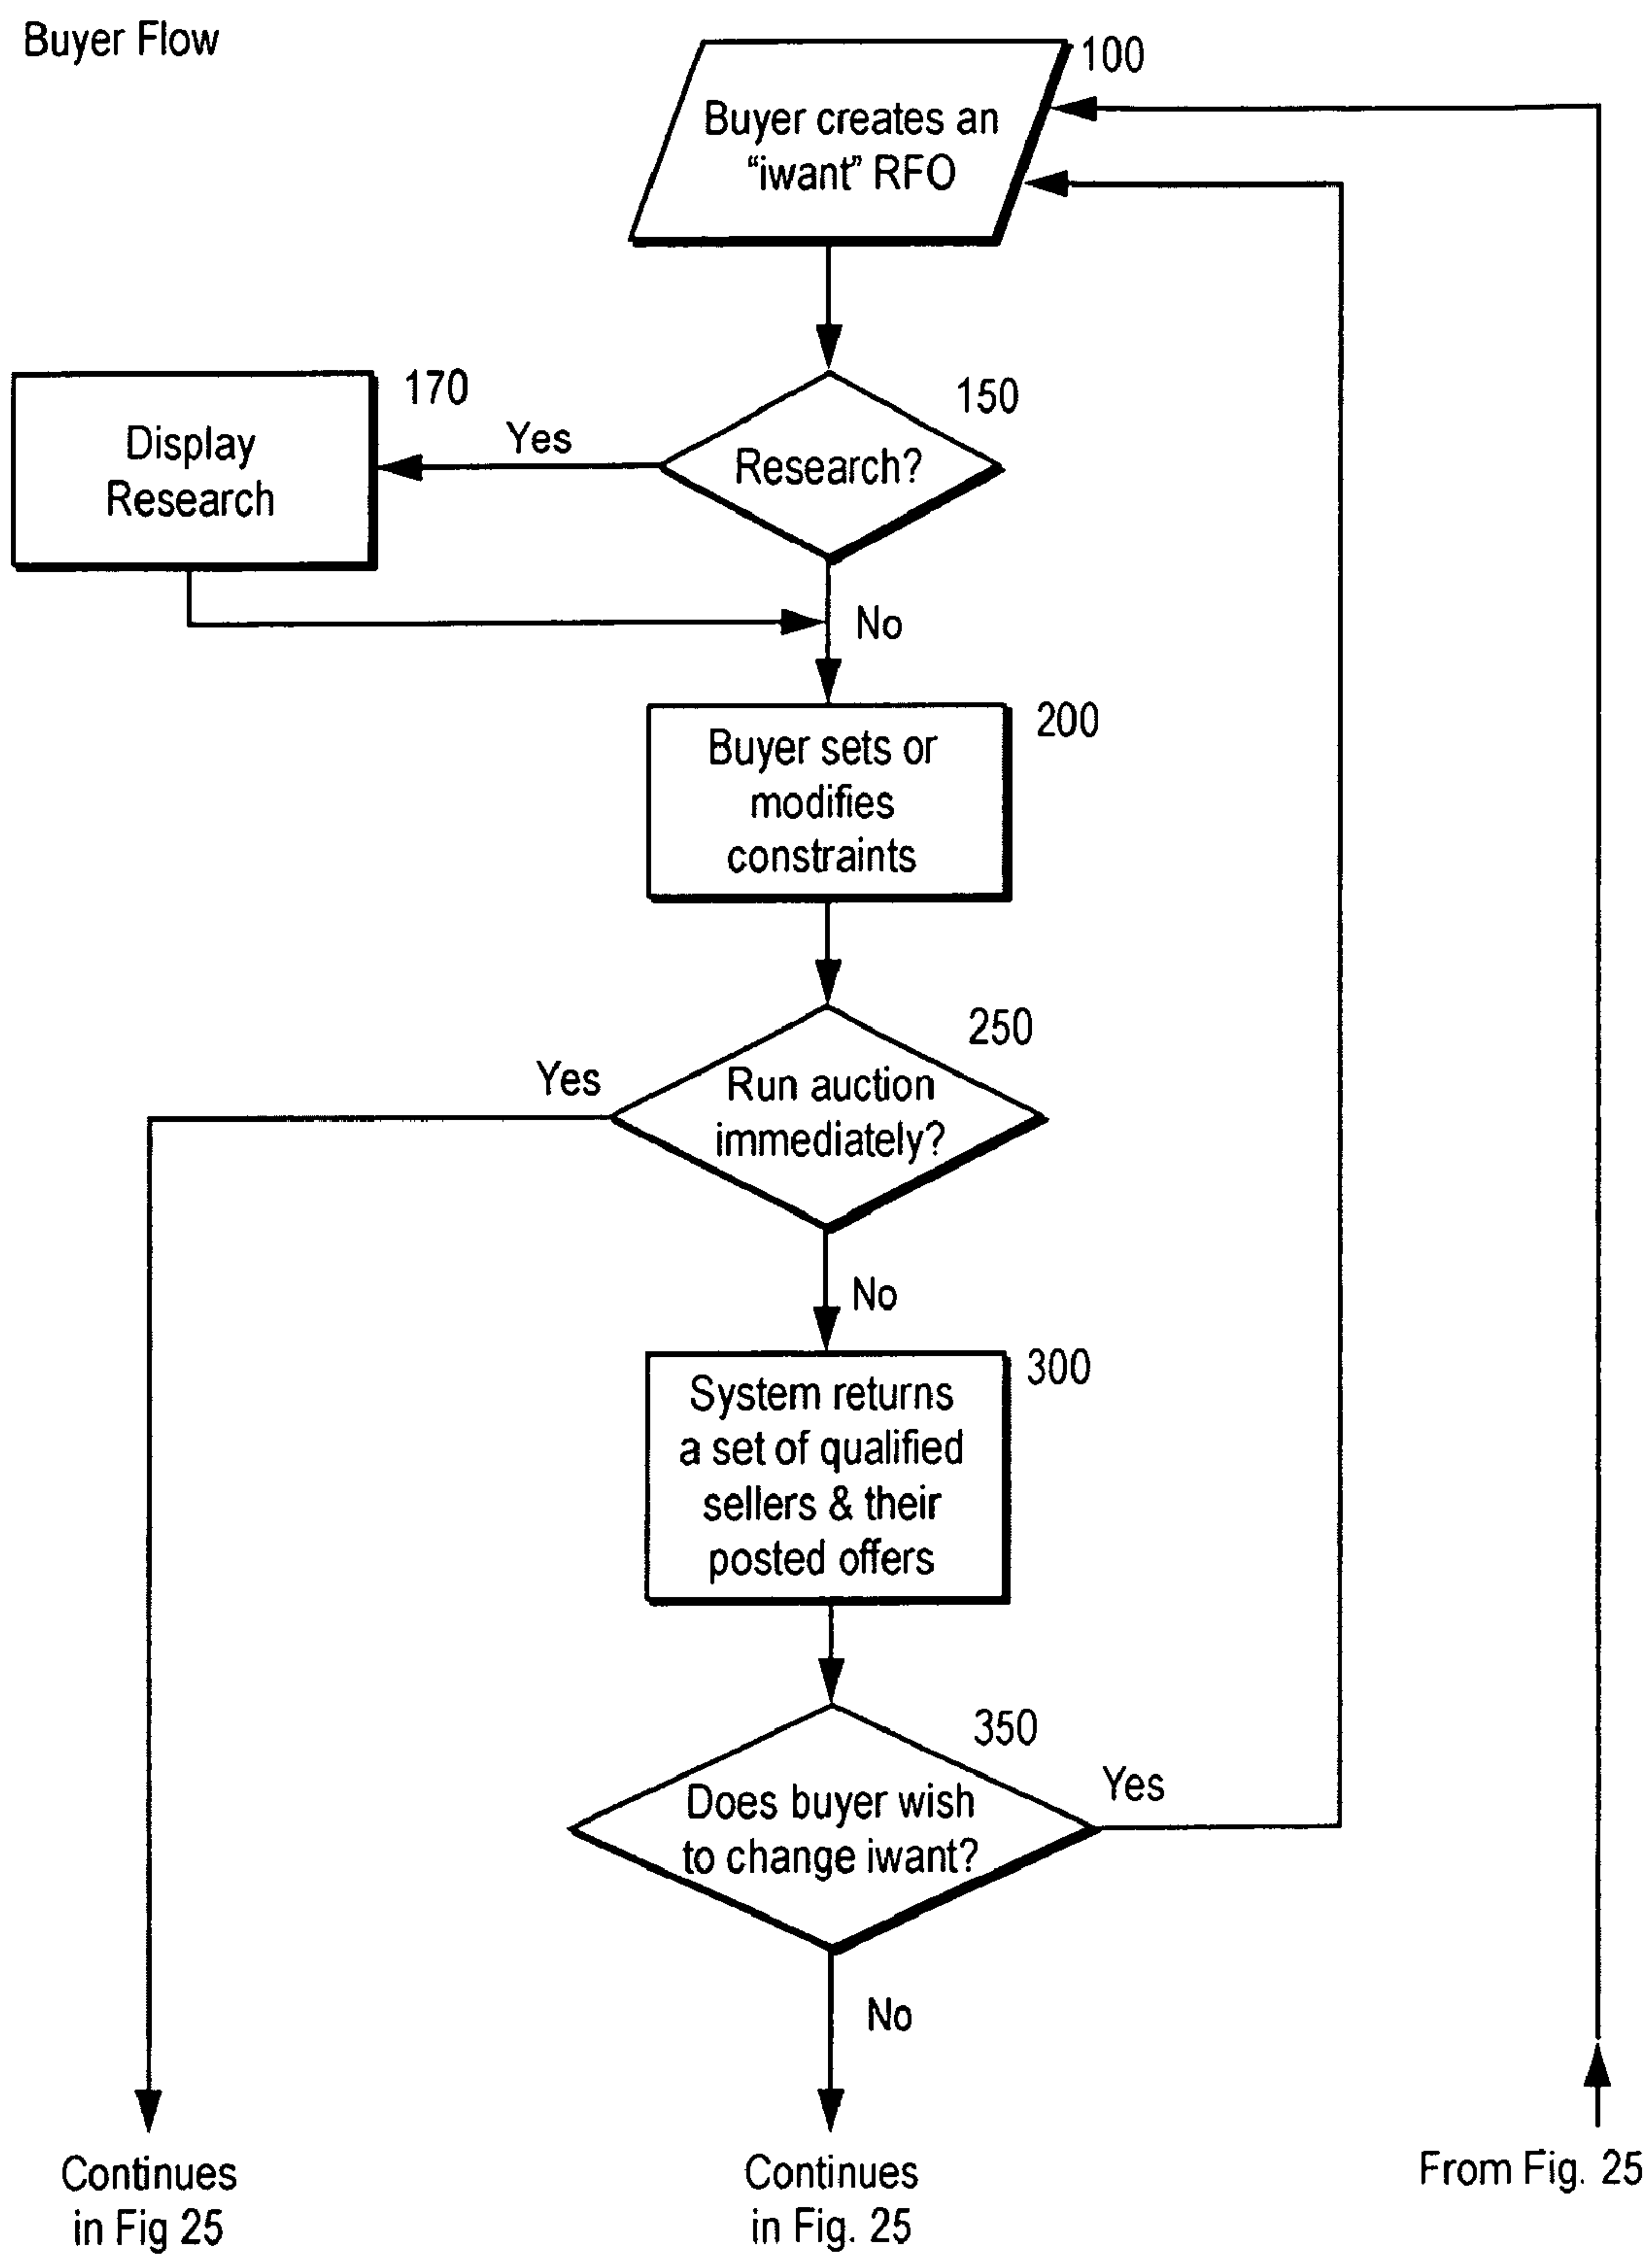 Buyer Flow
100
Buyer creates an
“iwant” RFO
170
150
Display
Research
Yes
Research?
No
200
Buyer sets or
modifies
constraints
250
Yes
Run auction
immediately?
No
300
System returns
a set of qualified
sellers & their
posted offers
350
Yes
Does buyer wish
to change iwant?
No
Continues
in Fig 25
Continues
in Fig. 25
From Fig. 25